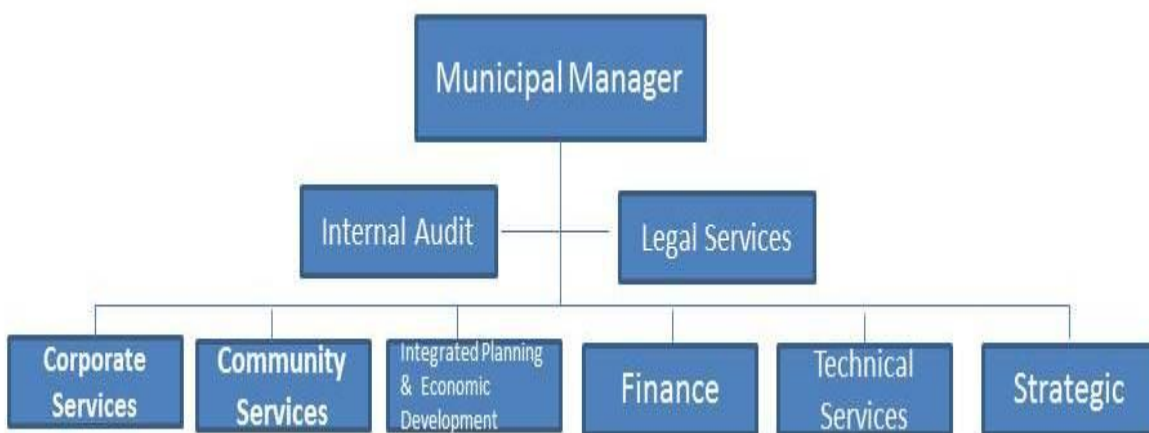 Municipal Manager
Internal Audit
Legal Services
Corporate
Services
Community
Services
Integrated Planning
& Economic
Development
Finance
Technical
Services
Strategic